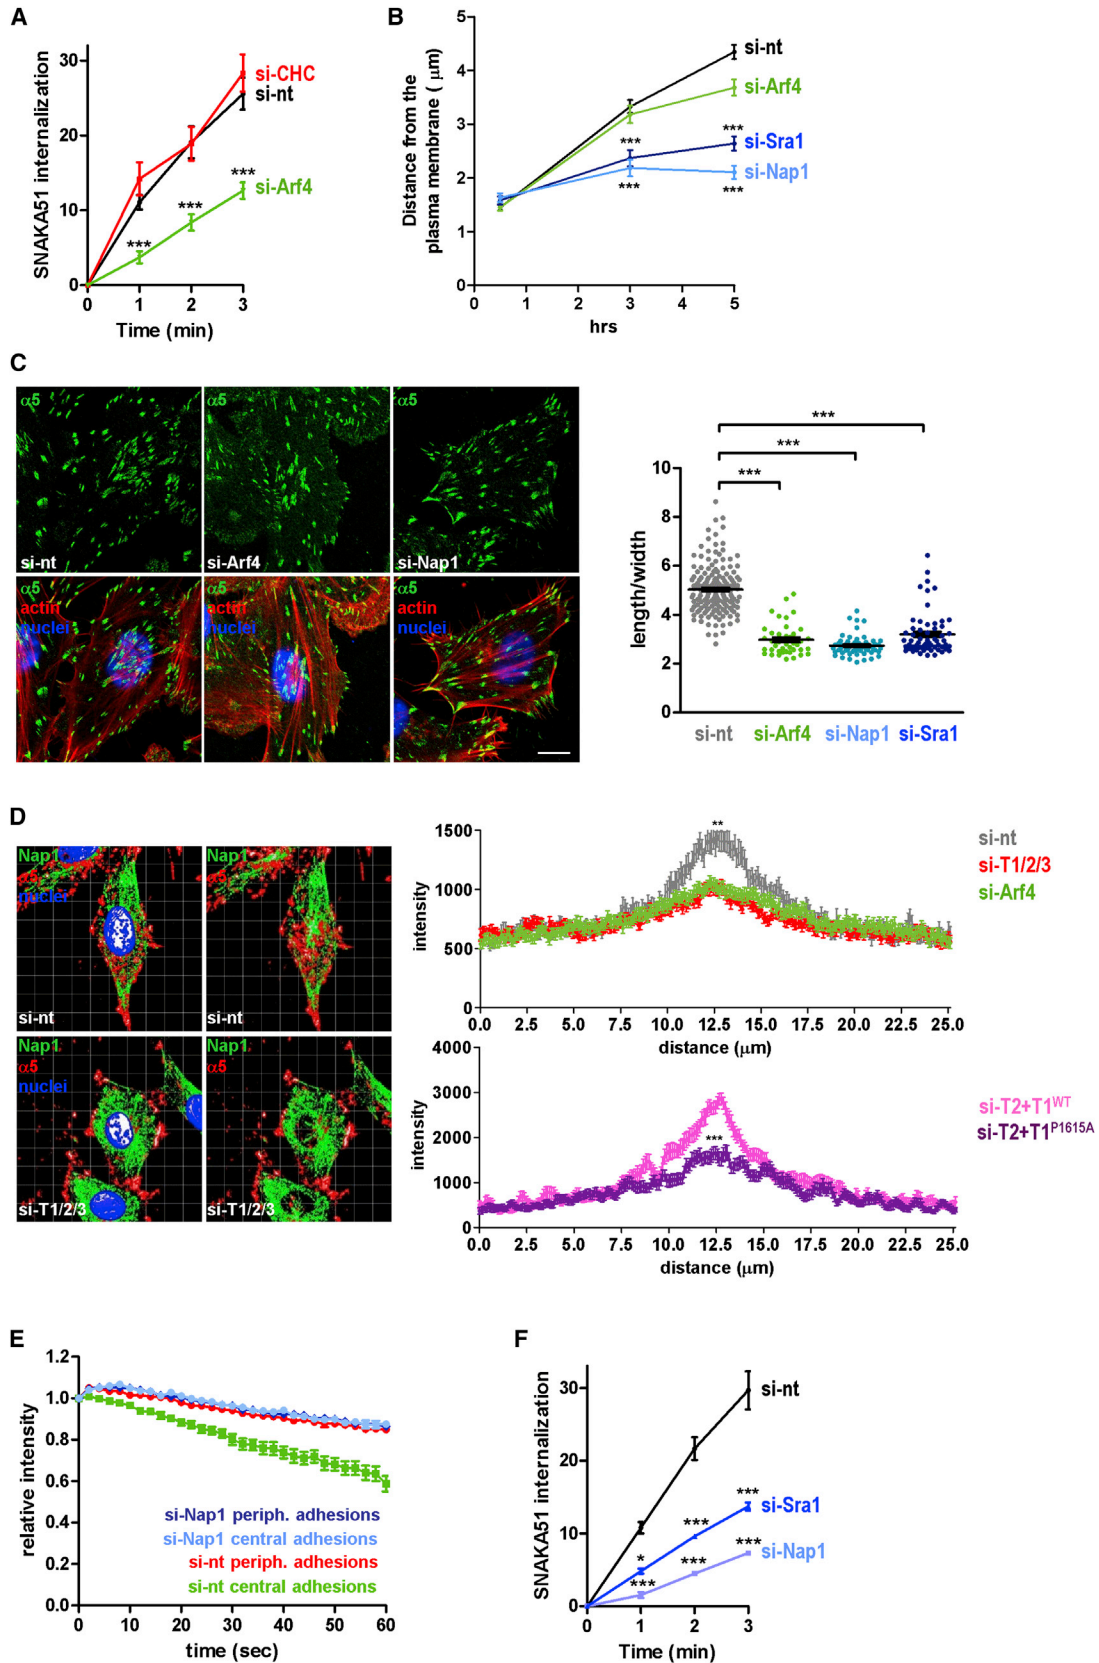 A
SNAKA51 internalization
30
20
10
0
0 1 2 3
Time (min)
si-CHC
si-nt
si-Arf4
***
***
***
B
Distance from the
plasma membrane ( μm)
5
4
3
2
1
0
0 1 2 3 4 5
hrs
si-nt
si-Arf4
si-Sra1
si-Nap1
***
***
***
***
C
α5
α5
α5
si-nt
si-Arf4
si-Nap1
α5
actin
nuclei
α5
actin
nuclei
α5
actin
nuclei
***
***
***
length/width
10
8
6
4
2
0
si-nt si-Arf4 si-Nap1 si-Sra1
D
Nap1
α5
nuclei
si-nt
Nap1
α5
si-nt
Nap1
α5
nuclei
si-T1/2/3
Nap1
α5
si-T1/2/3
intensity
1500
1000
500
0
**
0.0 2.5 5.0 7.5 10.0 12.5 15.0 17.5 20.0 22.5 25.0
distance (μm)
si-nt
si-T1/2/3
si-Arf4
intensity
4000
3000
2000
1000
0
***
0.0 2.5 5.0 7.5 10.0 12.5 15.0 17.5 20.0 22.5 25.0
distance (μm)
si-T2+T1WT
si-T2+T1P1615A
E
relative intensity
1.2
1.0
0.8
0.6
0.4
0.2
0.0
0 10 20 30 40 50 60
time (sec)
si-Nap1 periph. adhesions
si-Nap1 central adhesions
si-nt periph. adhesions
si-nt central adhesions
F
SNAKA51 internalization
30
20
10
0
0 1 2 3
Time (min)
si-nt
si-Sra1
si-Nap1
*
***
***
***
***
***